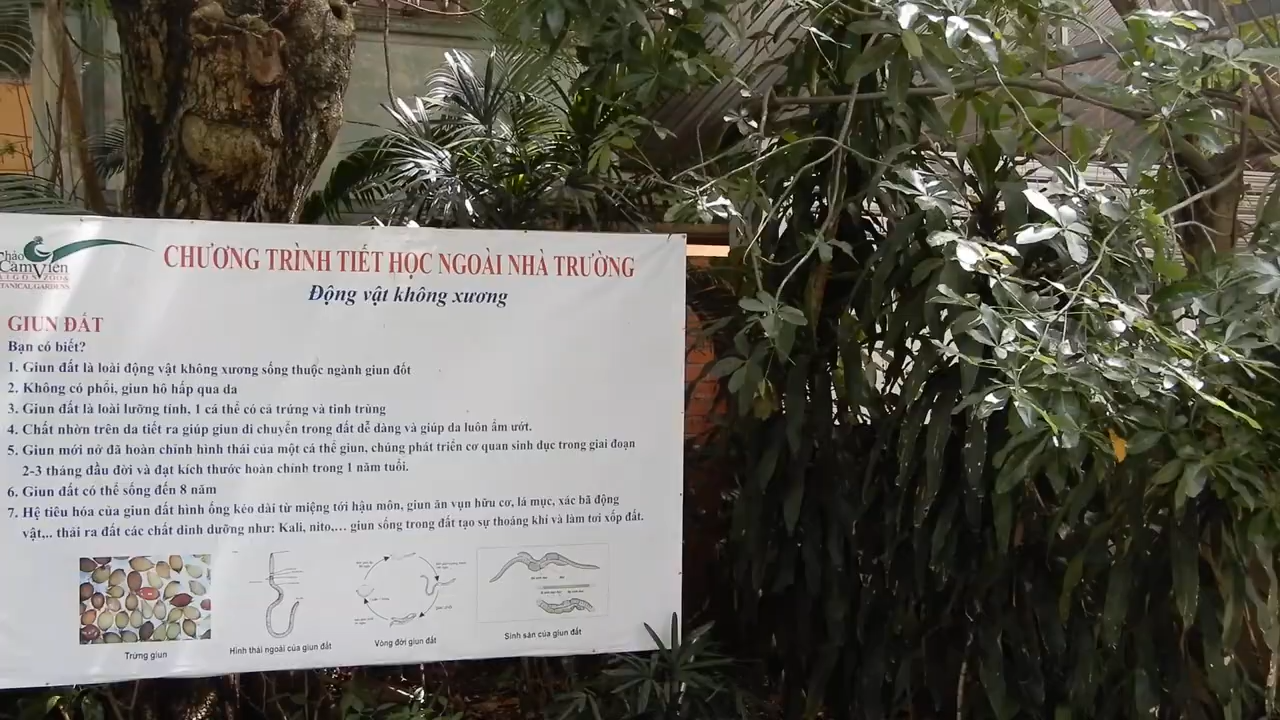 Thảo
Cầm Viên
SAIGON ZOO &
BOTANICAL GARDENS
CHƯƠNG TRÌNH TIẾT HỌC NGOÀI NHÀ TRƯỜNG
Động vật không xương
GIUN ĐẤT
Bạn có biết?
1. Giun đất là loài động vật không xương sống thuộc ngành giun đốt
2. Không có phổi, giun hô hấp qua da
3. Giun đất là loài lưỡng tính, 1 cá thể có cả trứng và tinh trùng
4. Chất nhờn trên da tiết ra giúp giun di chuyển trong đất dễ dàng và giúp da luôn ẩm ướt.
5. Giun mới nở đã hoàn chỉnh hình thái của một cá thể giun, chúng phát triển cơ quan sinh dục trong giai đoạn
2-3 tháng đầu đời và đạt kích thước hoàn chỉnh trong 1 năm tuổi.
6. Giun đất có thể sống đến 8 năm
7. Hệ tiêu hóa của giun đất hình ống kéo dài từ miệng tới hậu môn, giun ăn vụn hữu cơ, lá mục, xác bã động
vật,.. thải ra đất các chất dinh dưỡng như: Kali, nito,... giun sống trong đất tạo sự thoáng khí và làm tơi xốp đất.
Trứng giun
Hình thái ngoài của giun đất
Vòng đời giun đất
Sinh sản của giun đất